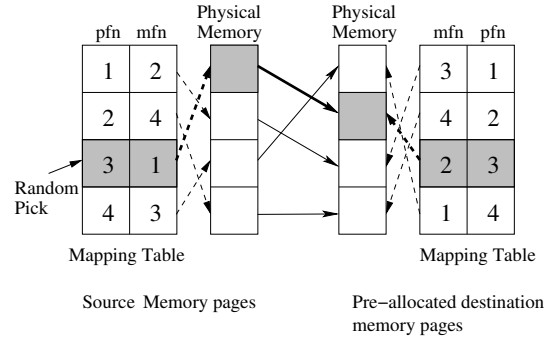 Physical Memory
Physical Memory
pfn mfn
mfn pfn
1 2
3 1
2 4
4 2
3 1
2 3
4 3
1 4
Random Pick
Mapping Table
Mapping Table
Source Memory pages
Pre-allocated destination
memory pages